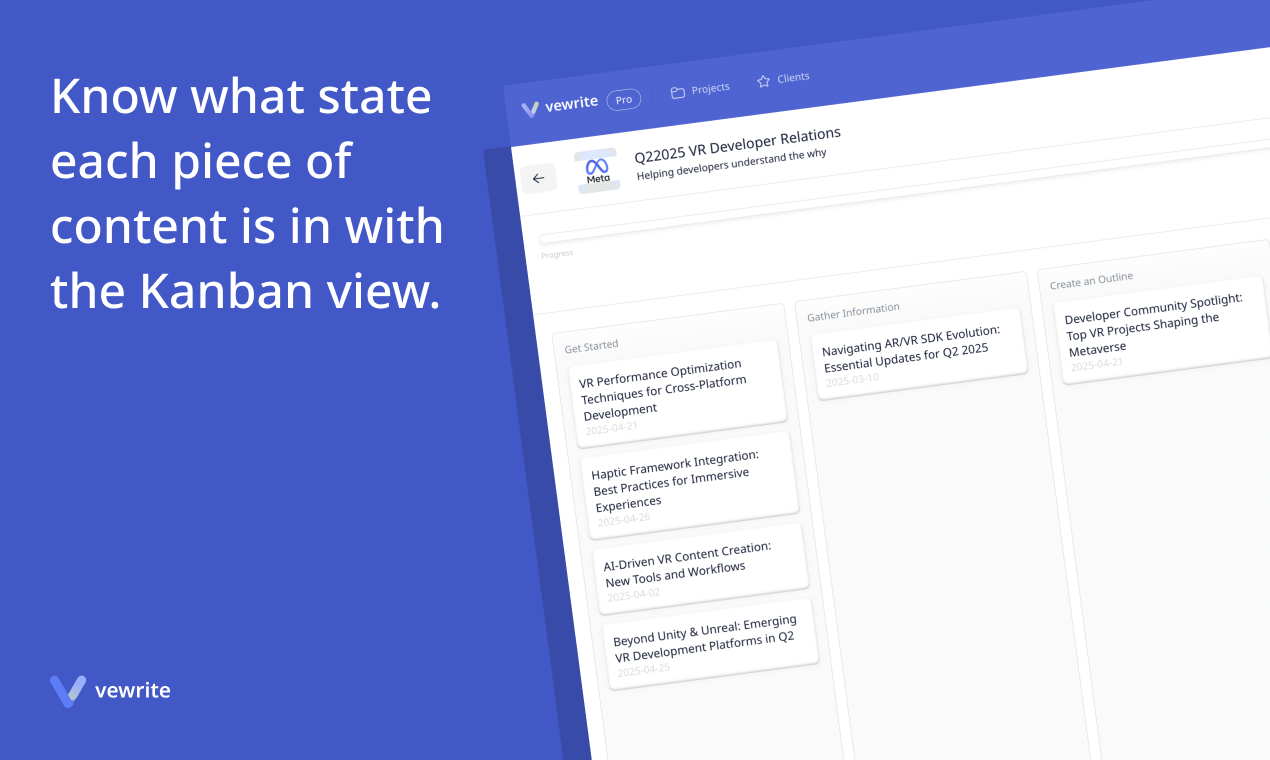 Know what state
each piece of
content is in with
the Kanban view.
vewrite
vewrite
Pro
Projects
Clients
Meta
Q22025 VR Developer Relations
Helping developers understand the why
Progress
Get Started
VR Performance Optimization
Techniques for Cross-Platform
Development
2025-04-21
Haptic Framework Integration:
Best Practices for Immersive
Experiences
2025-04-26
AI-Driven VR Content Creation:
New Tools and Workflows
2025-04-02
Beyond Unity & Unreal: Emerging
VR Development Platforms in Q2
2025-04-25
Gather Information
Navigating AR/VR SDK Evolution:
Essential Updates for Q2 2025
2025-03-10
Create an Outline
Developer Community Spotlight:
Top VR Projects Shaping the
Metaverse
2025-04-21